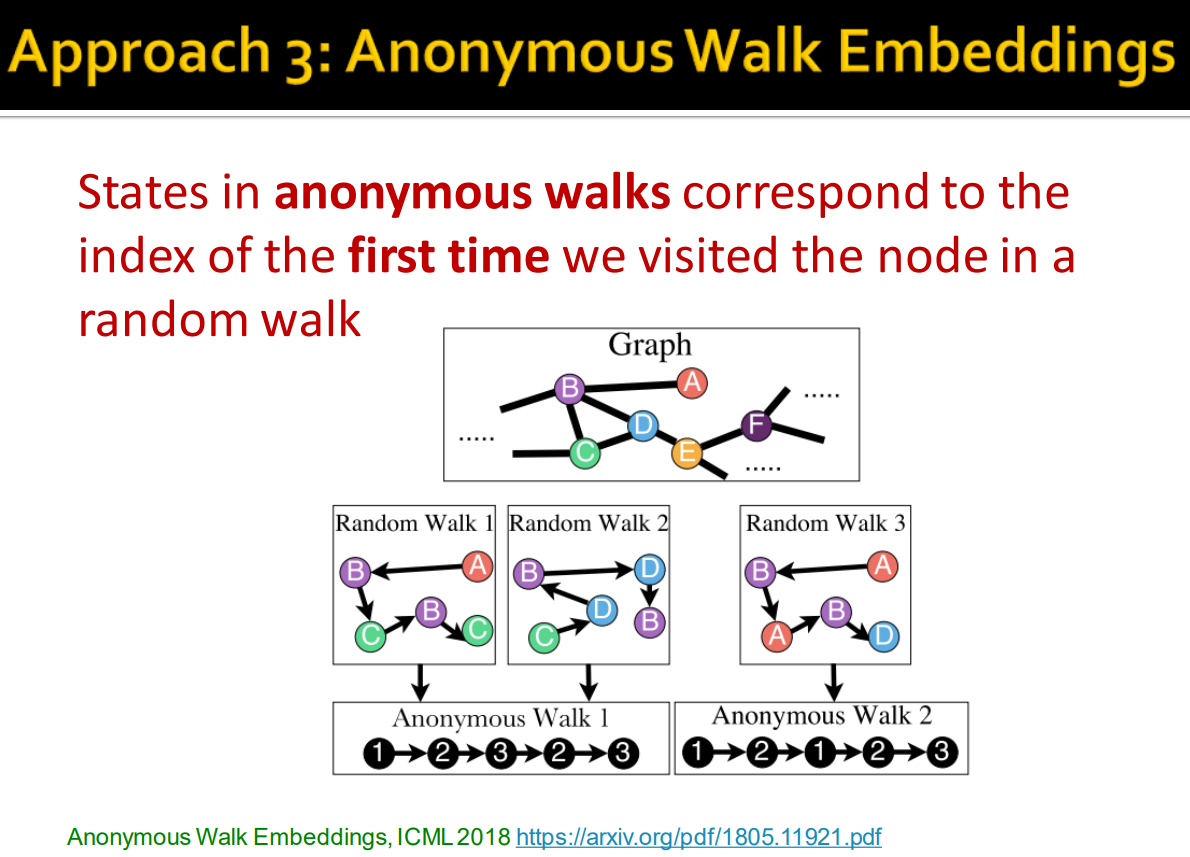 Approach 3: Anonymous Walk Embeddings
States in anonymous walks correspond to the
index of the first time we visited the node in a
random walk
Graph
B A
.....
D F
.....
C E
.....
Random Walk 1
B A
B
C C
Random Walk 2
B D
D B
C
Random Walk 3
B A
B
A D
Anonymous Walk 1
1 2 3 2 3
Anonymous Walk 2
1 2 1 2 3
Anonymous Walk Embeddings, ICML 2018 https://arxiv.org/pdf/1805.11921.pdf